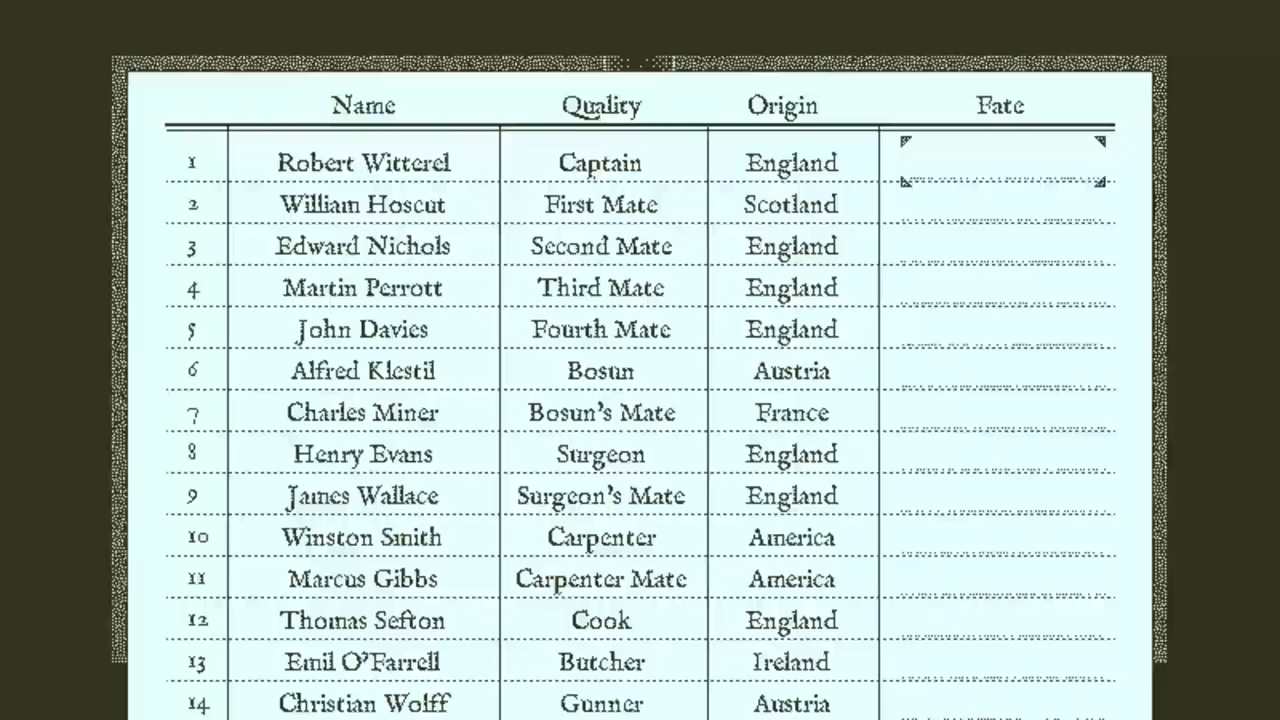 Name Quality Origin Fate
1 Robert Witterel Captain England
2 William Hoscut First Mate Scotland
3 Edward Nichols Second Mate England
4 Martin Perrott Third Mate England
5 John Davies Fourth Mate England
6 Alfred Klestil Bosun Austria
7 Charles Miner Bosun's Mate France
8 Henry Evans Surgeon England
9 James Wallace Surgeon's Mate England
10 Winston Smith Carpenter America
11 Marcus Gibbs Carpenter Mate America
12 Thomas Sefton Cook England
13 Emil O'Farrell Butcher Ireland
14 Christian Wolff Gunner Austria